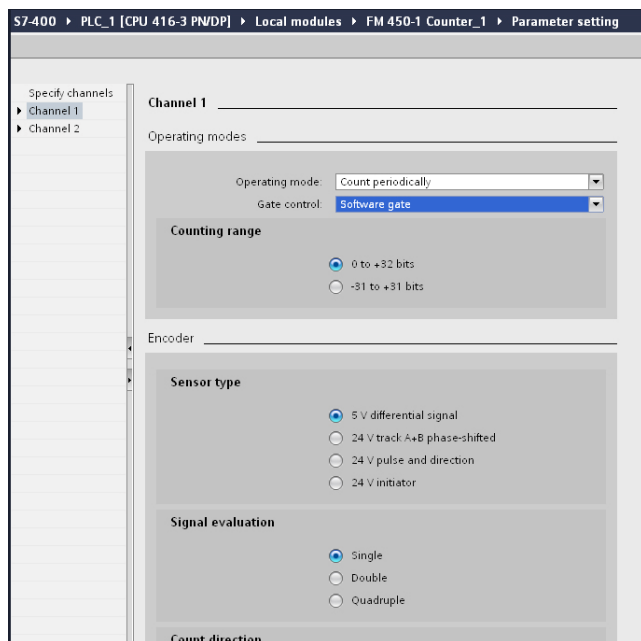 S7-400 ▸ PLC_1 [CPU 416-3 PN/DP] ▸ Local modules ▸ FM 450-1 Counter_1 ▸ Parameter setting
Specify channels
Channel 1
Channel 2
Channel 1
Operating modes
Operating mode: Count periodically
Gate control: Software gate
Counting range
0 to +32 bits
-31 to +31 bits
Encoder
Sensor type
5 V differential signal
24 V track A+B phase-shifted
24 V pulse and direction
24 V initiator
Signal evaluation
Single
Double
Quadruple
Count direction